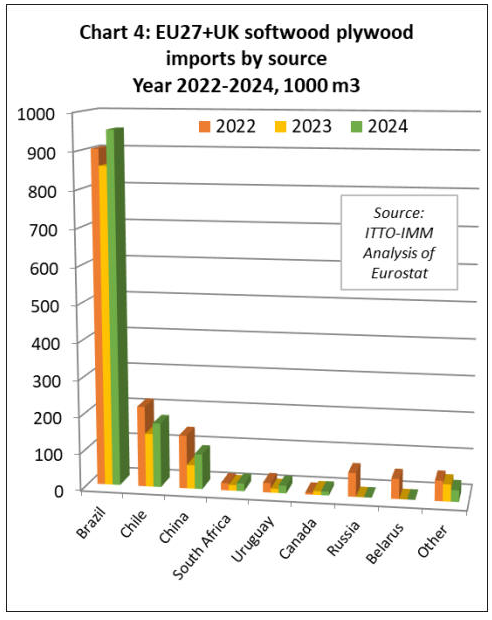 Chart 4: EU27+UK softwood plywood
imports by source
Year 2022-2024, 1000 m3
1000
900
800
700
600
500
400
300
200
100
0
2022 2023 2024
Source:
ITTO-IMM
Analysis of
Eurostat
Brazil
Chile
China
South Africa
Uruguay
Canada
Russia
Belarus
Other